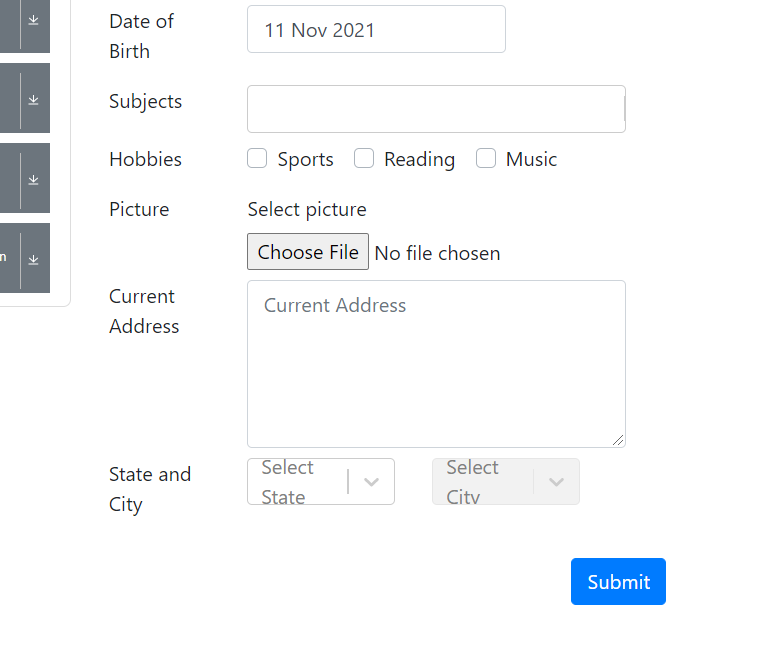 Date of
Birth
11 Nov 2021
Subjects
Hobbies
Sports
Reading
Music
Picture
Select picture
Choose File No file chosen
n
Current
Address
Current Address
State and
City
Select
State
Select
City
Submit